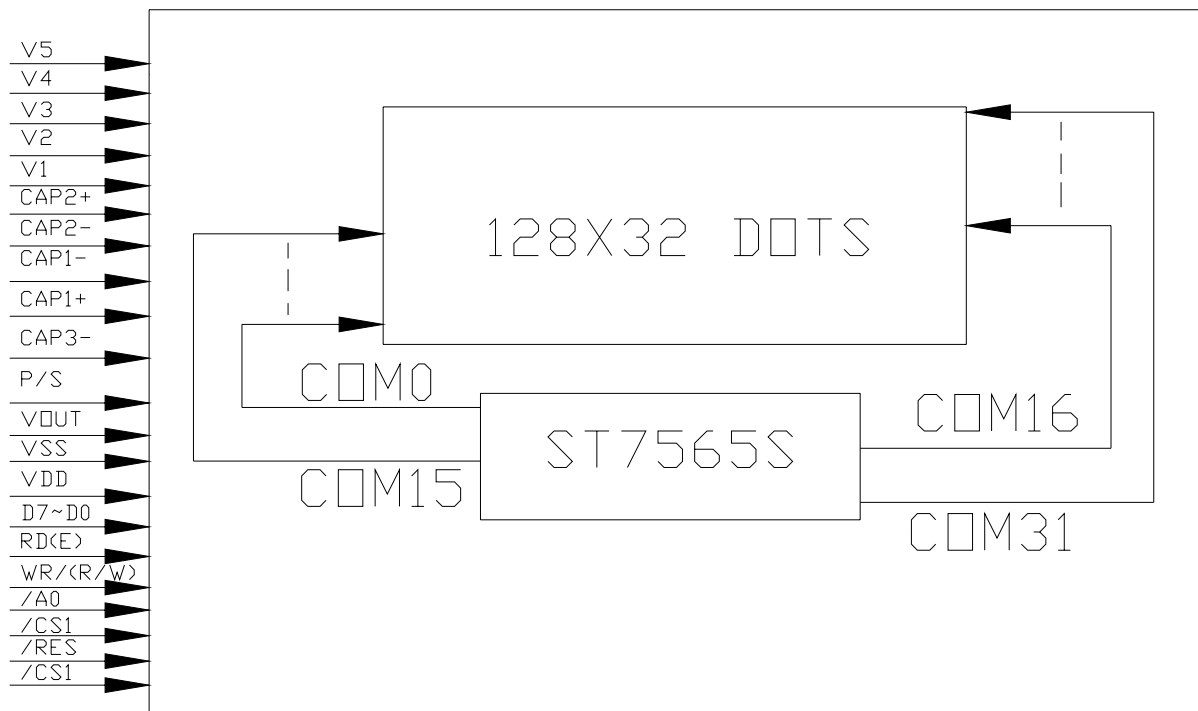 V5
V4
V3
V2
V1
CAP2+
CAP2-
CAP1-
CAP1+
CAP3-
P/S
VOUT
VSS
VDD
D7~D0
RD(E)
WR/(R/W)
/A0
/CS1
/RES
/CS1
128X32 DOTS
COM0
ST7565S
COM16
COM15
COM31